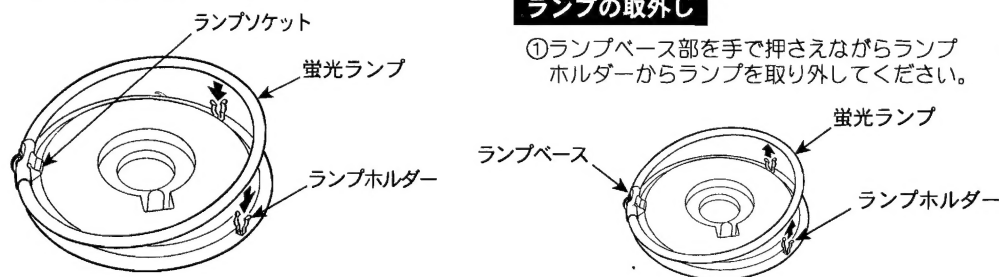 ランプソケット
蛍光ランプ
ランプホルダー
ランプの取外し
①ランプベース部を手で押さえながらランプ
ホルダーからランプを取り外してください。
蛍光ランプ
ランプベース
ランプホルダー